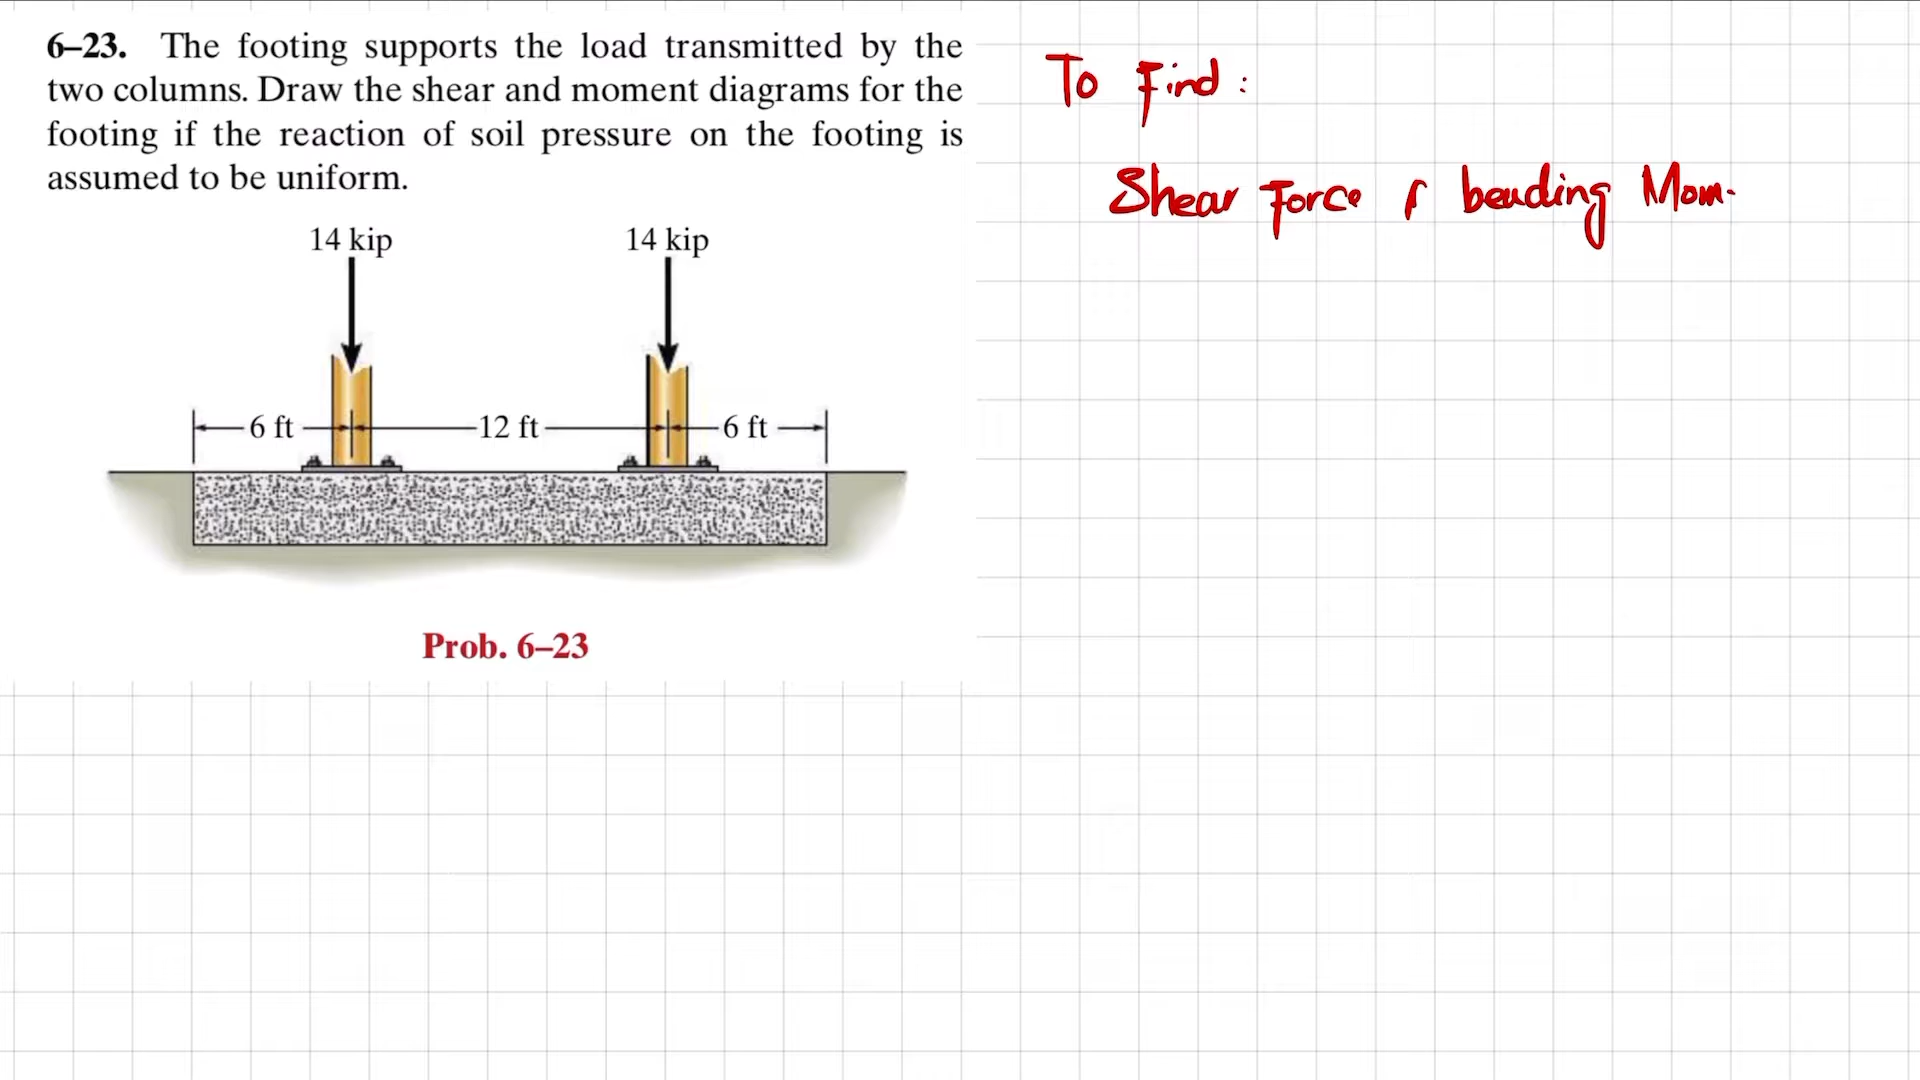 6–23. The footing supports the load transmitted by the
two columns. Draw the shear and moment diagrams for the
footing if the reaction of soil pressure on the footing is
assumed to be uniform.
14 kip 14 kip
6 ft 12 ft 6 ft
Prob. 6–23
To Find :
Shear Force & bending Mom.